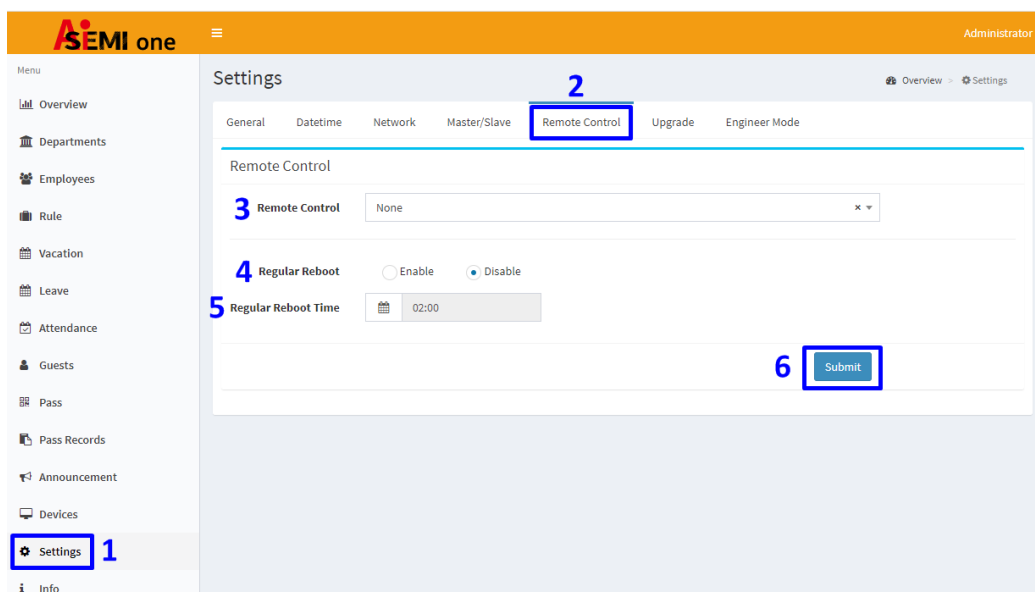 AiSEMI one
Administrator
Menu
Overview
Departments
Employees
Rule
Vacation
Leave
Attendance
Guests
Pass
Pass Records
Announcement
Devices
Settings 1
Info
Settings
Overview > Settings
2
General Datetime Network Master/Slave Remote Control Upgrade Engineer Mode
Remote Control
3 Remote Control None × 
4 Regular Reboot Enable Disable
5 Regular Reboot Time 02:00
6 Submit